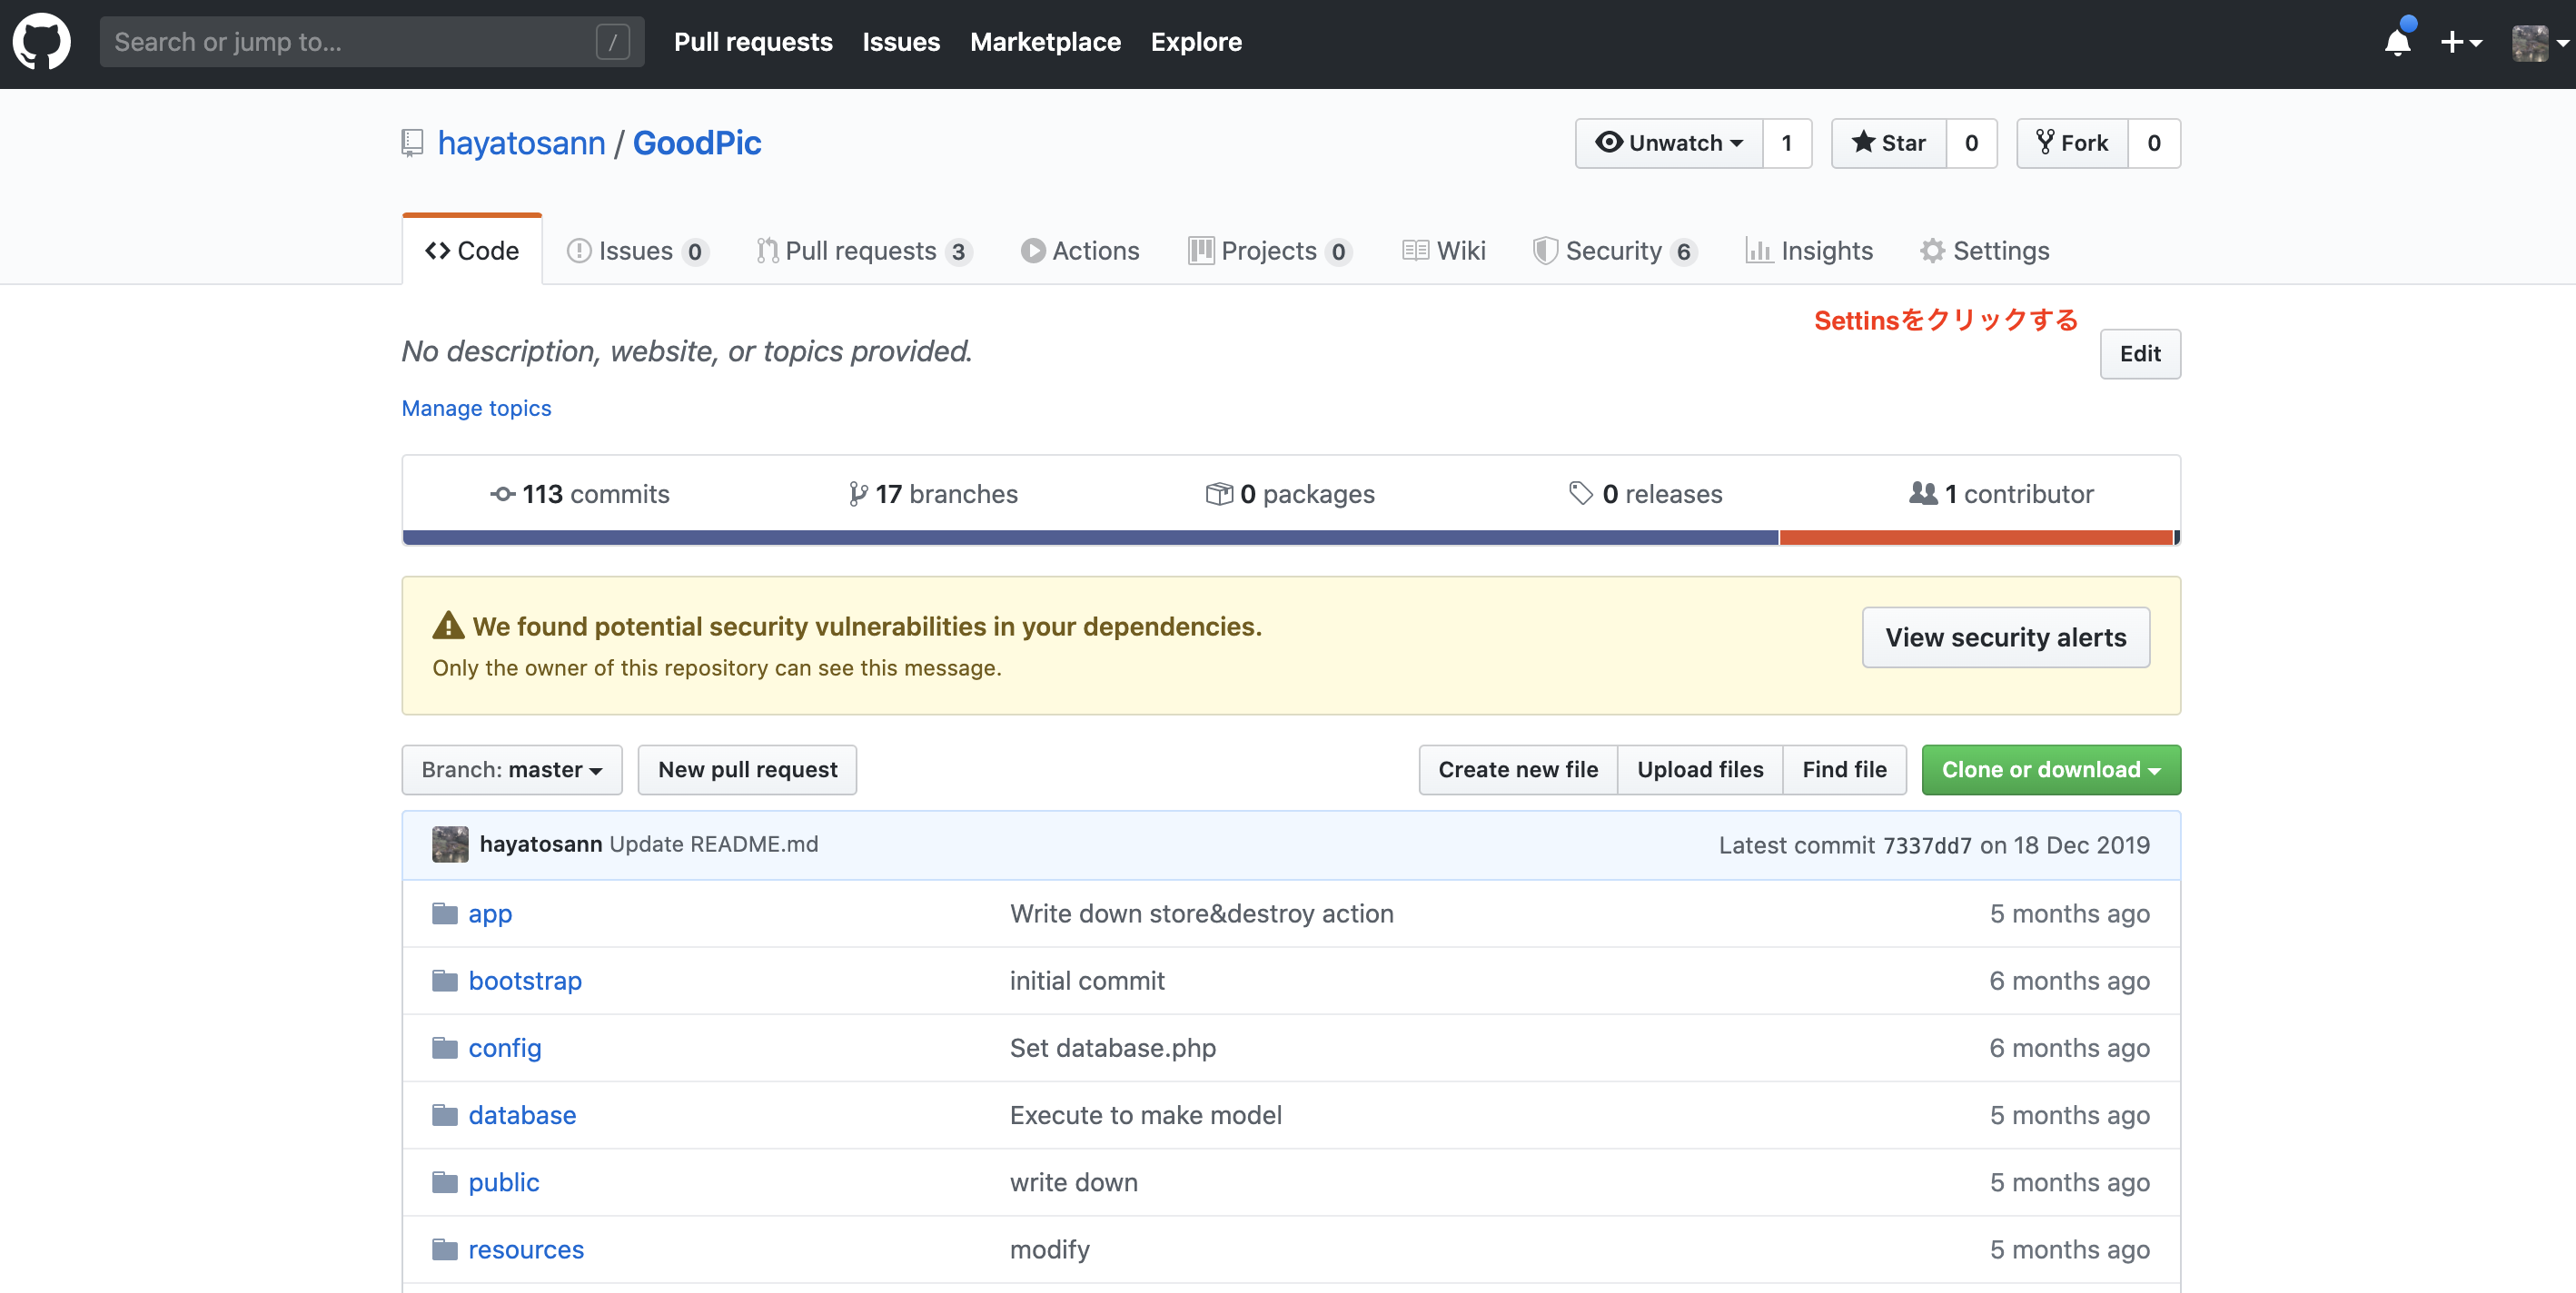 Search or jump to... /
Pull requests Issues Marketplace Explore
hayatosann / GoodPic
Unwatch 1 Star 0 Fork 0
Code Issues 0 Pull requests 3 Actions Projects 0 Wiki Security 6 Insights Settings
Settinsをクリックする
No description, website, or topics provided.
Edit
Manage topics
113 commits 17 branches 0 packages 0 releases 1 contributor
We found potential security vulnerabilities in your dependencies.
Only the owner of this repository can see this message.
View security alerts
Branch: master New pull request Create new file Upload files Find file Clone or download
hayatosann Update README.md Latest commit 7337dd7 on 18 Dec 2019
app Write down store&destroy action 5 months ago
bootstrap initial commit 6 months ago
config Set database.php 6 months ago
database Execute to make model 5 months ago
public write down 5 months ago
resources modify 5 months ago